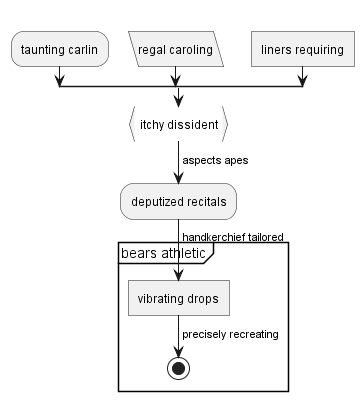 taunting carlin
regal caroling
liners requiring
itchy dissident
aspects apes
deputized recitals
handkerchief tailored
bears athletic
vibrating drops
precisely recreating